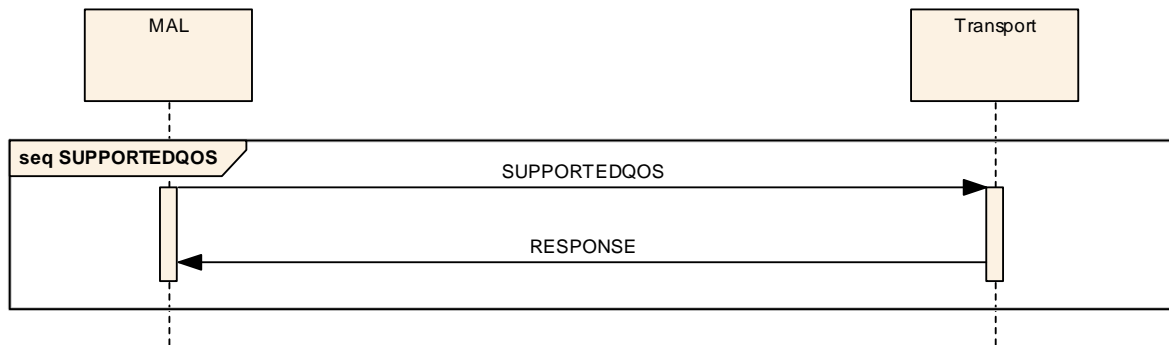 MAL
Transport
seq SUPPORTEDQOS
SUPPORTEDQOS
RESPONSE